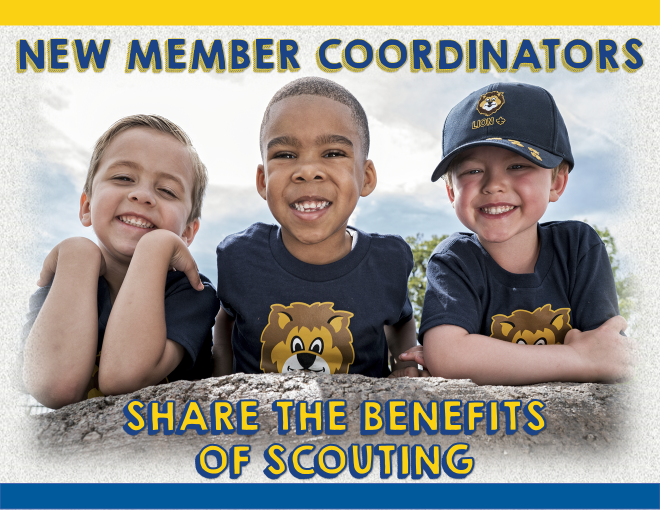 NEW MEMBER COORDINATORS
LION
SHARE THE BENEFITS
OF SCOUTING